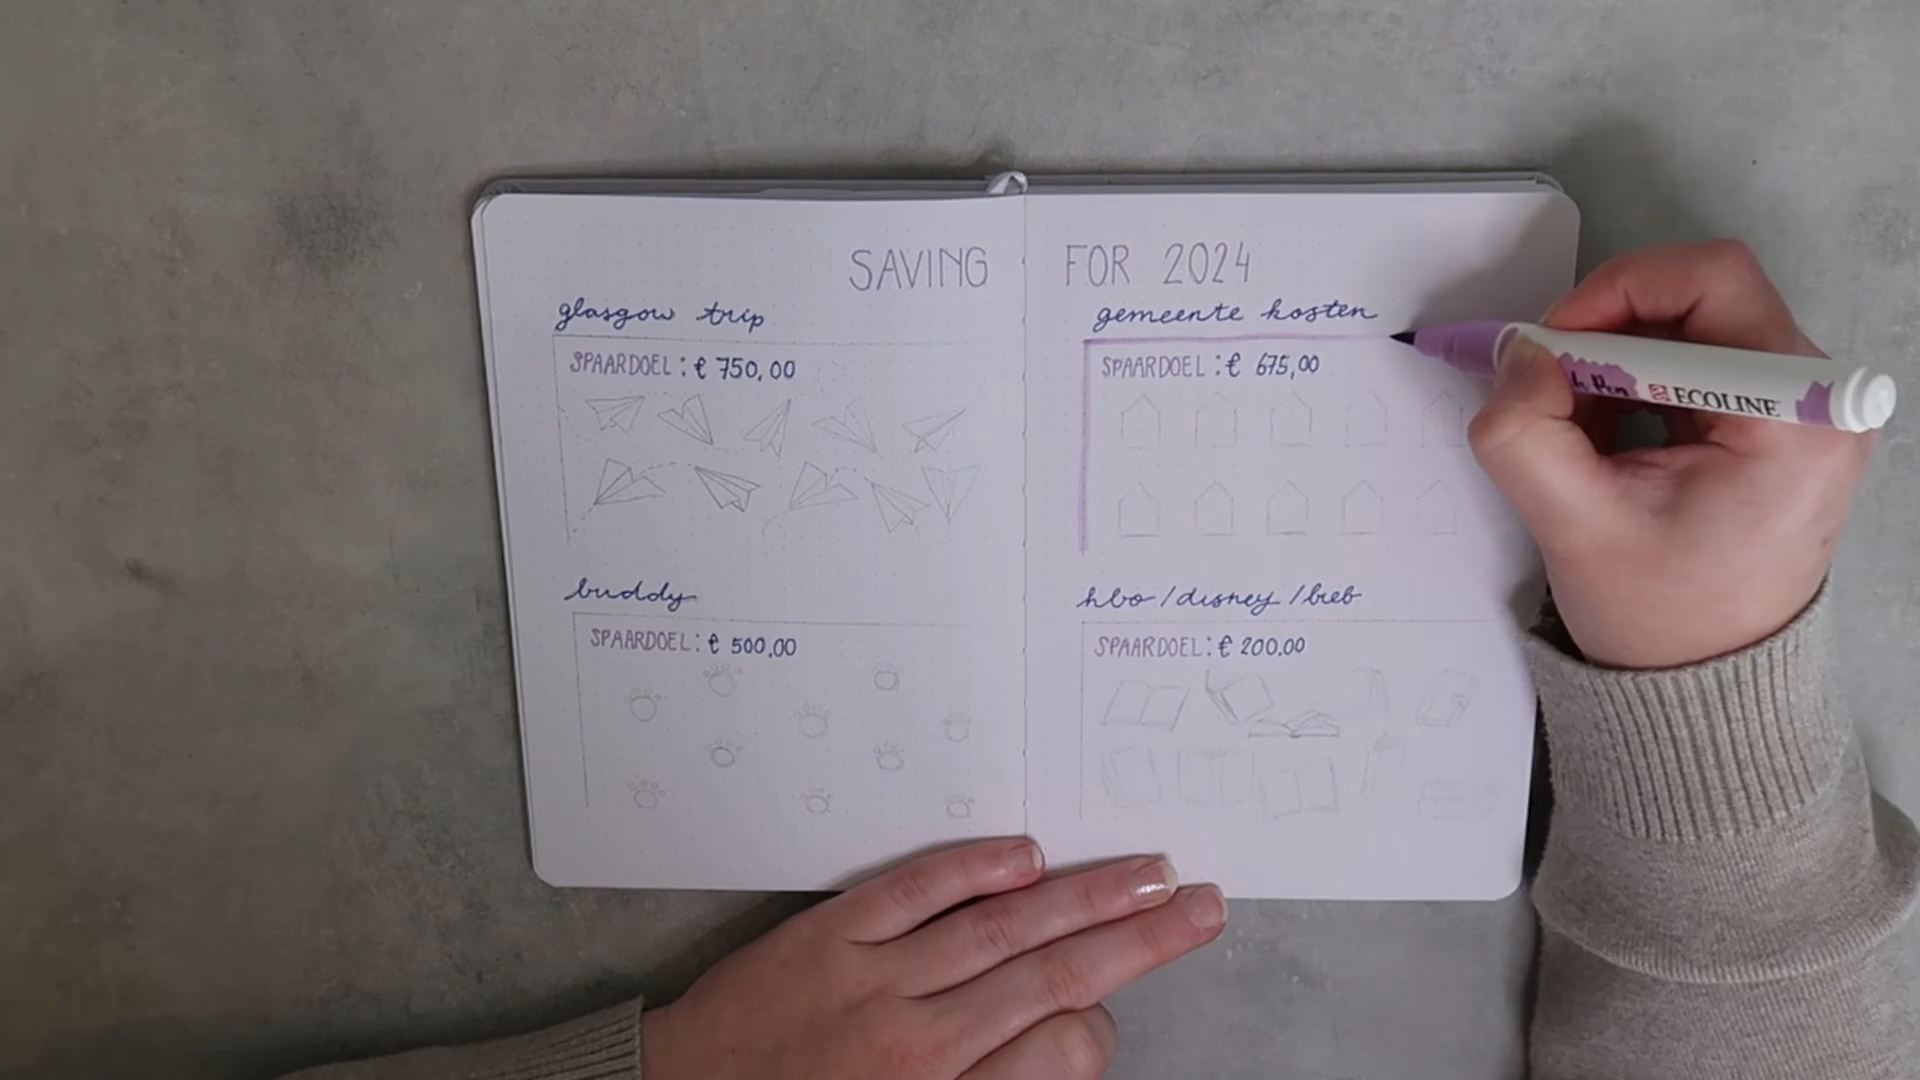 SAVING FOR 2024
glasgow trip
SPAARDOEL: € 750,00
buddy
SPAARDOEL: € 500,00
gemeente kosten
SPAARDOEL: € 675,00
hbo/disney/bieb
SPAARDOEL: € 200,00
Pen ECOLINE